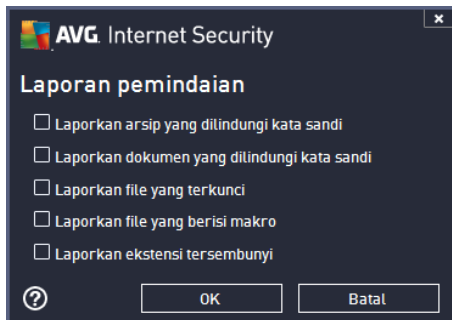 AVG. Internet Security
Laporan pemindaian
Laporkan arsip yang dilindungi kata sandi
Laporkan dokumen yang dilindungi kata sandi
Laporkan file yang terkunci
Laporkan file yang berisi makro
Laporkan ekstensi tersembunyi
OK
Batal